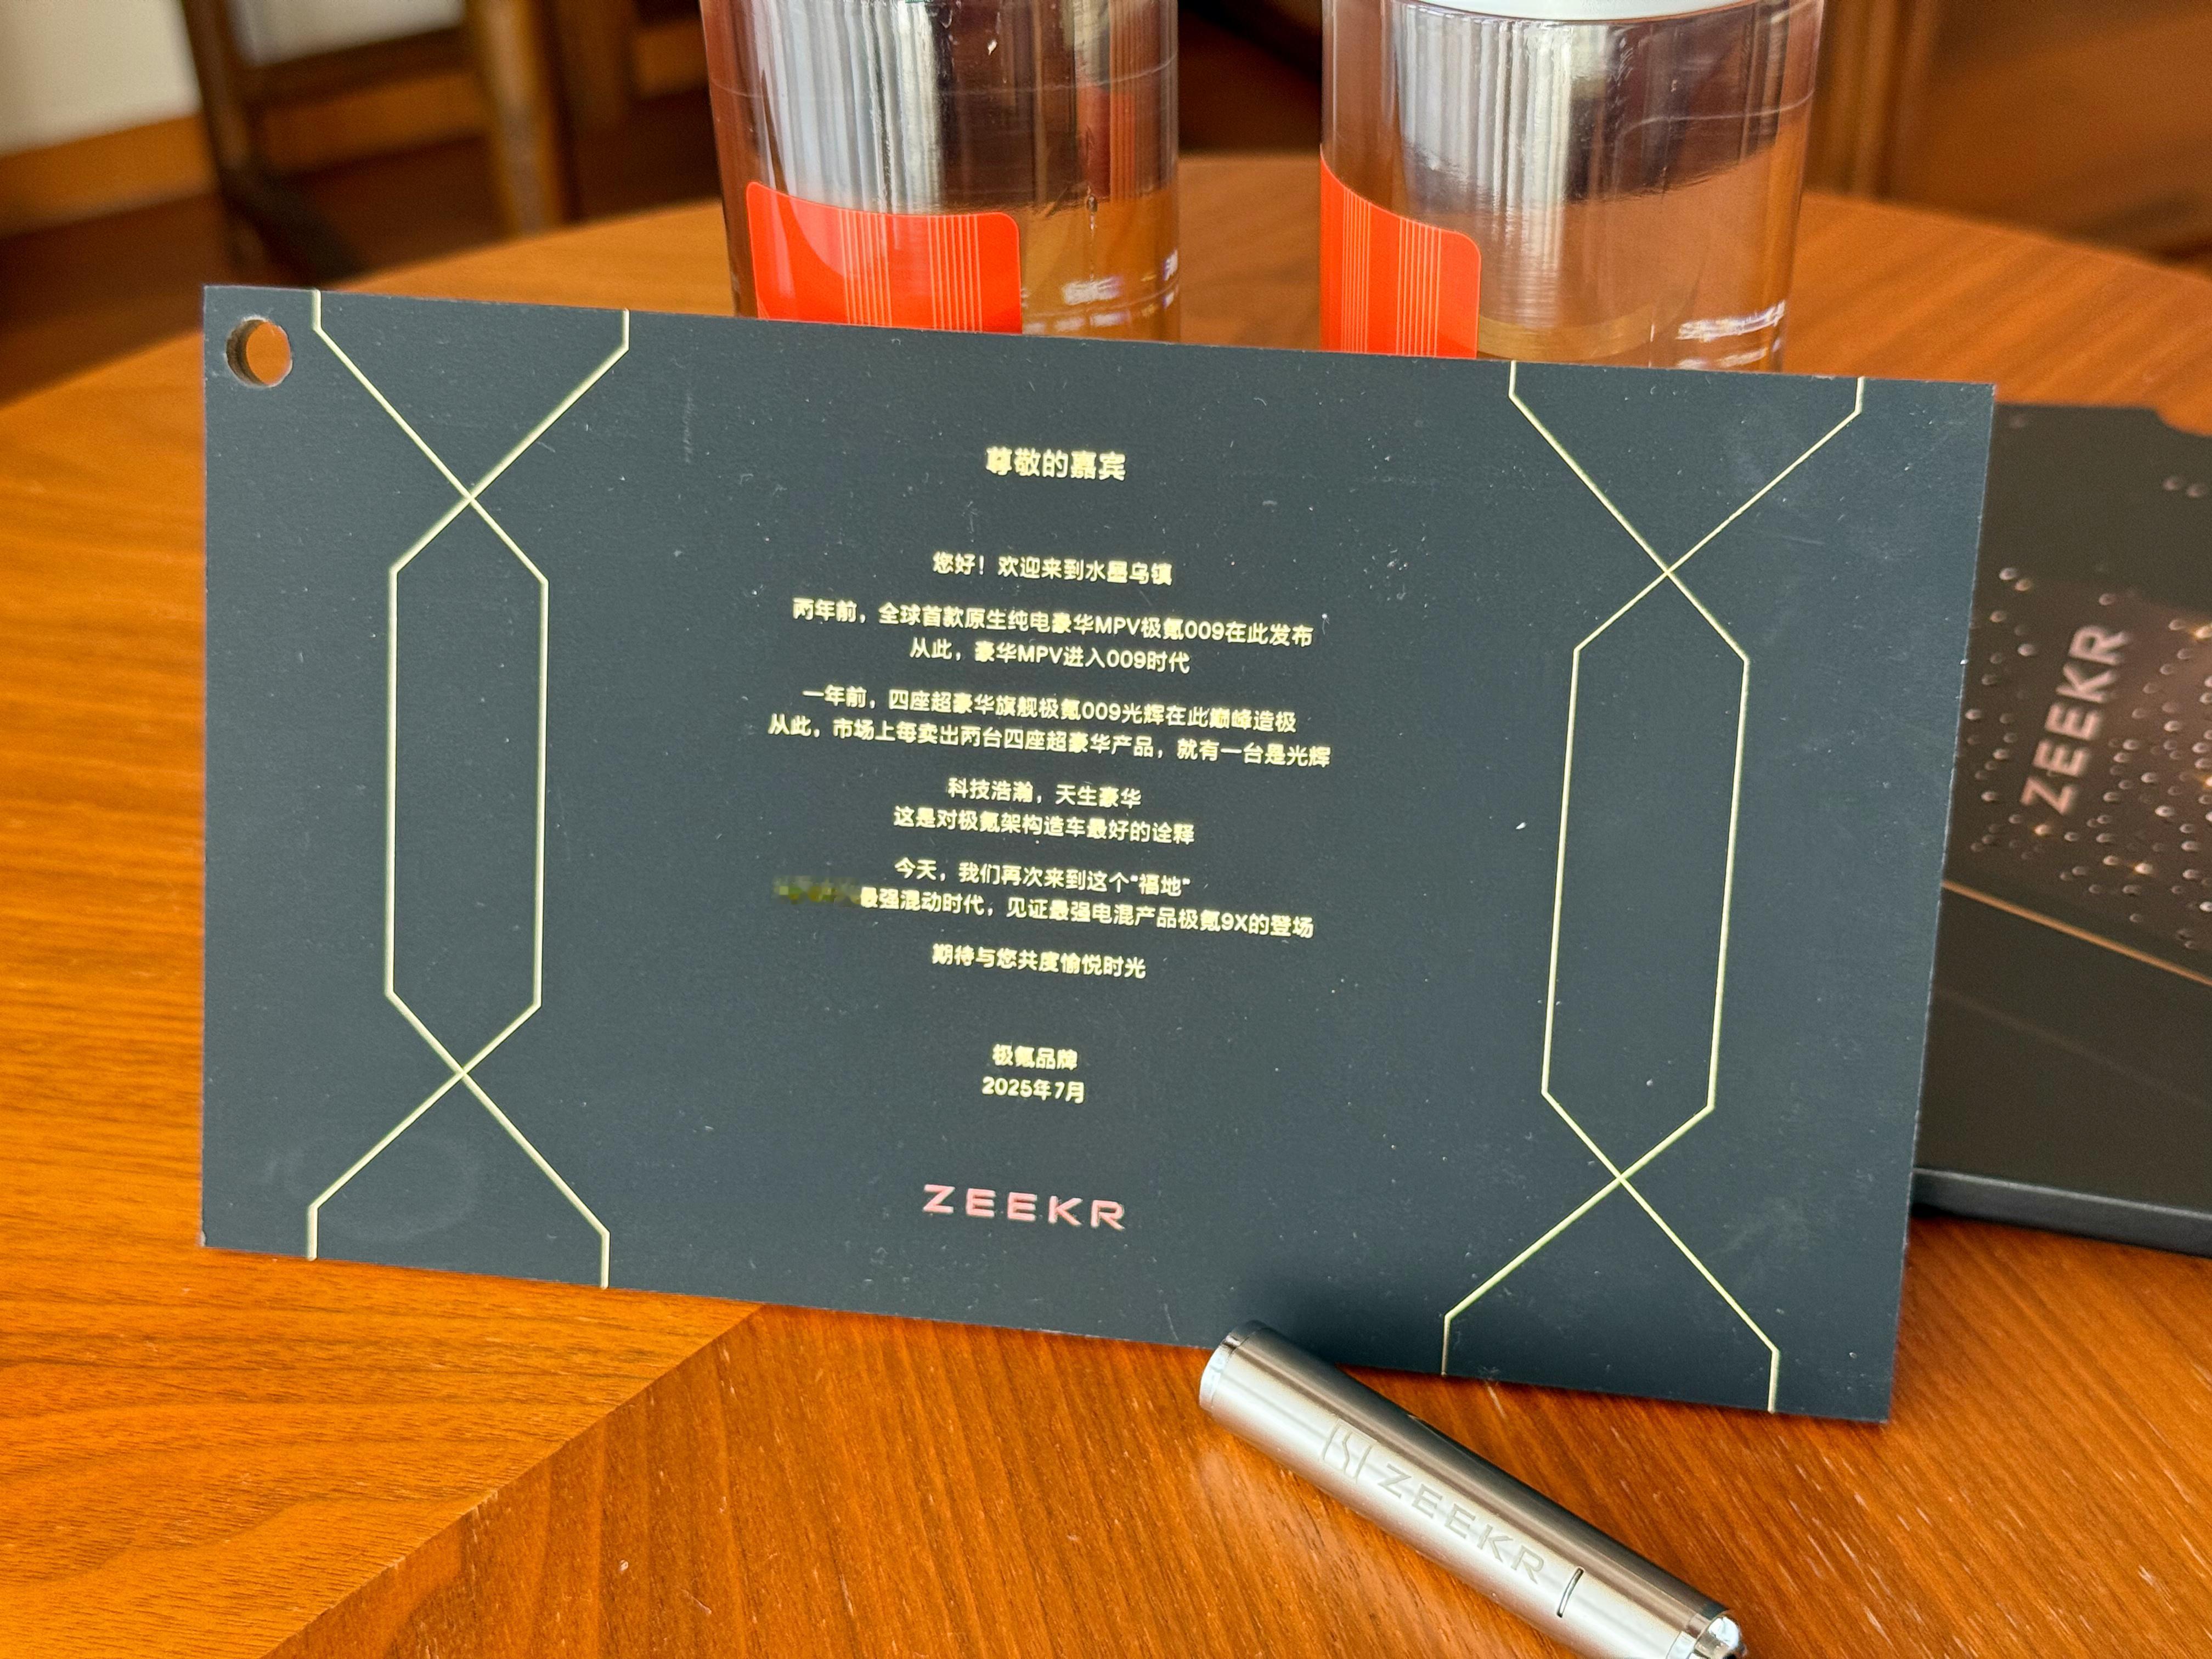 尊敬的嘉宾
您好！欢迎来到水墨乌镇
两年前，全球首款原生纯电豪华MPV极氪009在此发布
从此，豪华MPV进入009时代
一年前，四座超豪华旗舰极氪009光辉在此巅峰造极
从此，市场上每卖出两台四座超豪华产品，就有一台是光辉
科技浩瀚，天生豪华
这是对极氪架构造车最好的诠释
今天，我们再次来到这个“福地”
最强混动时代，见证最强电混产品极氪9X的登场
期待与您共度愉悦时光
极氪品牌
2025年7月
ZEEKR
ZEEKR
ZEEKR